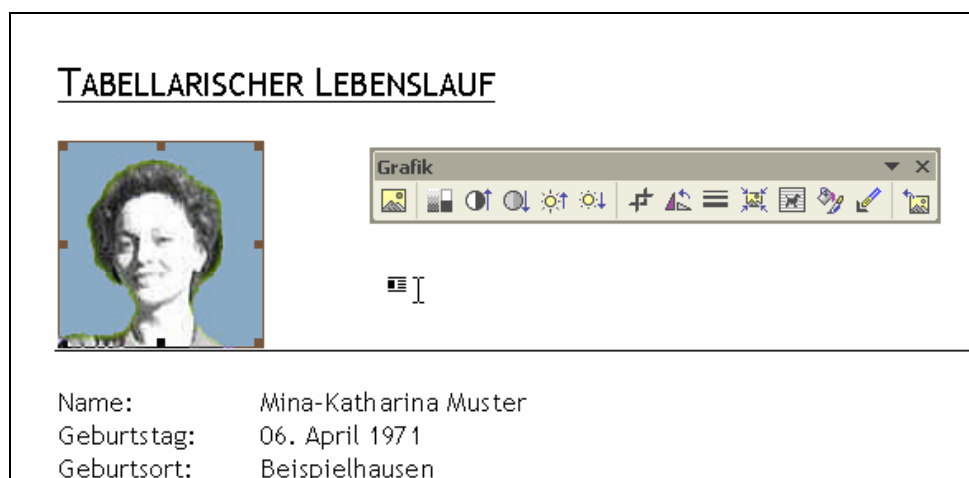 TABELLARISCHER LEBENSLAUF
Grafik
Name: Mina-Katharina Muster
Geburtstag: 06. April 1971
Geburtsort: Beispielhausen